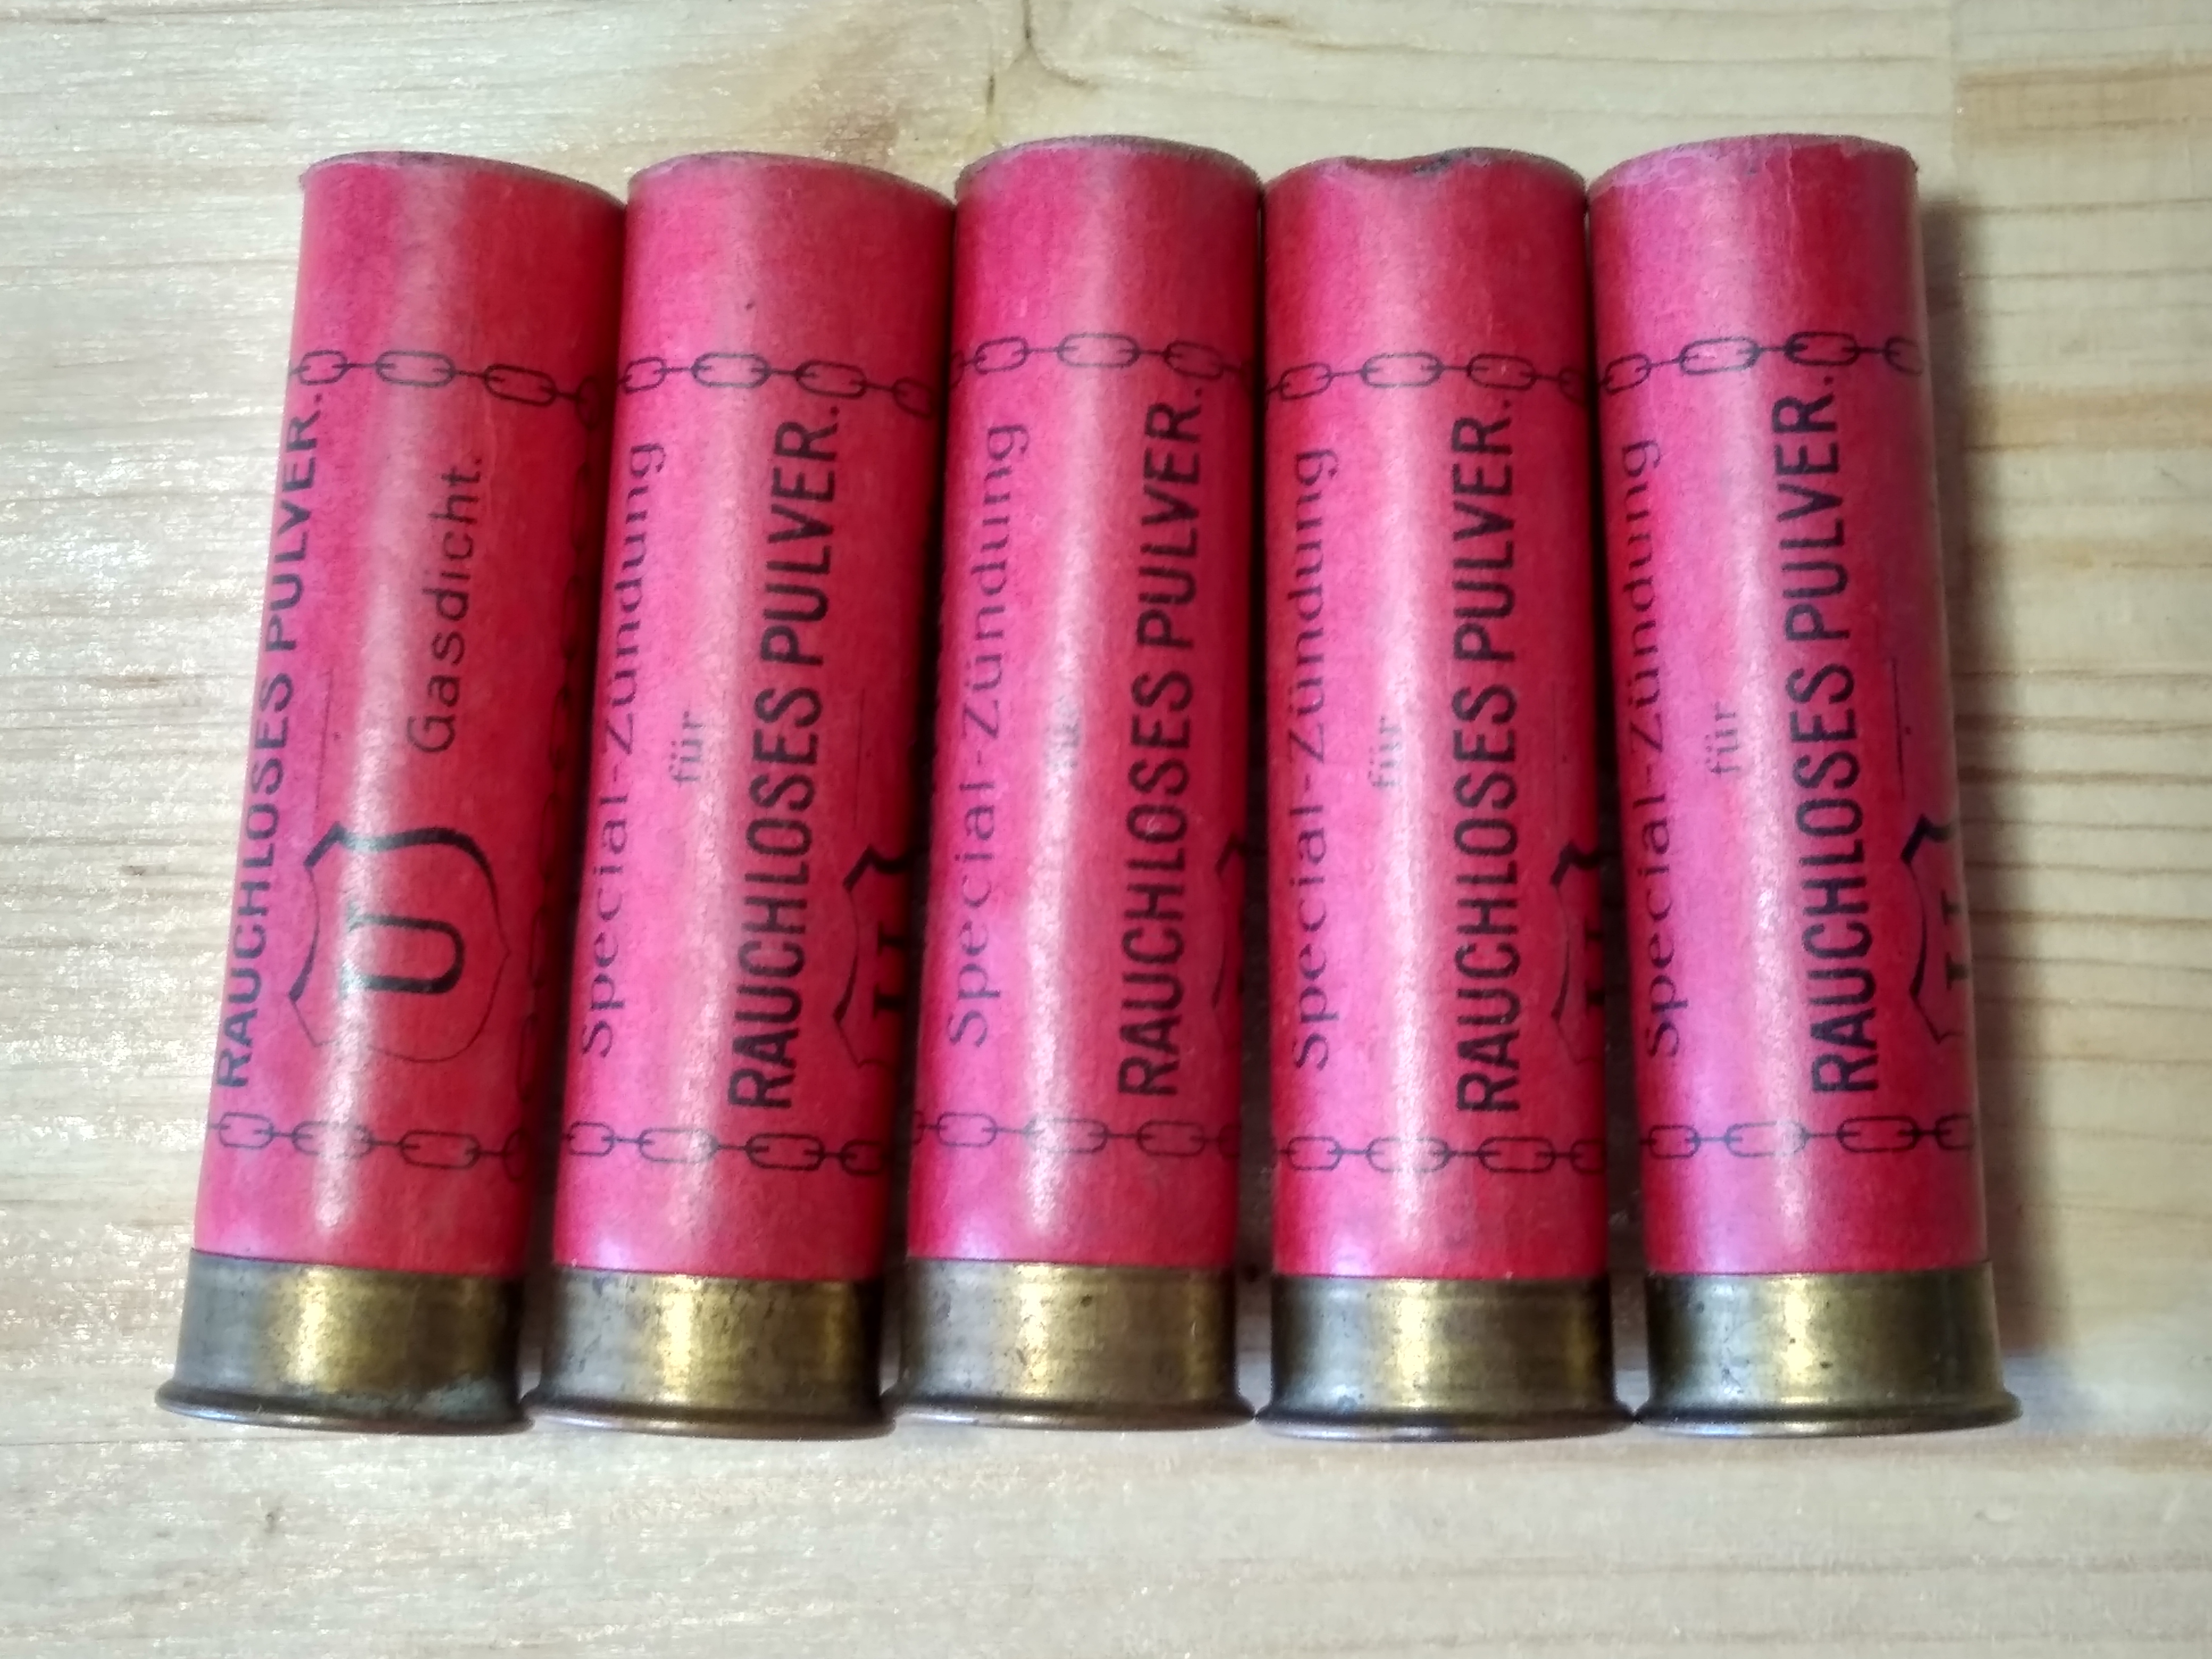 RAUCHLOSES PULVER.
U Gasdicht.
Special-Zündung
für
RAUCHLOSES PULVER.
Special-Zündung
RAUCHLOSES PULVER.
Special-Zündung
für
RAUCHLOSES PULVER.
Special-Zündung
für
RAUCHLOSES PULVER.